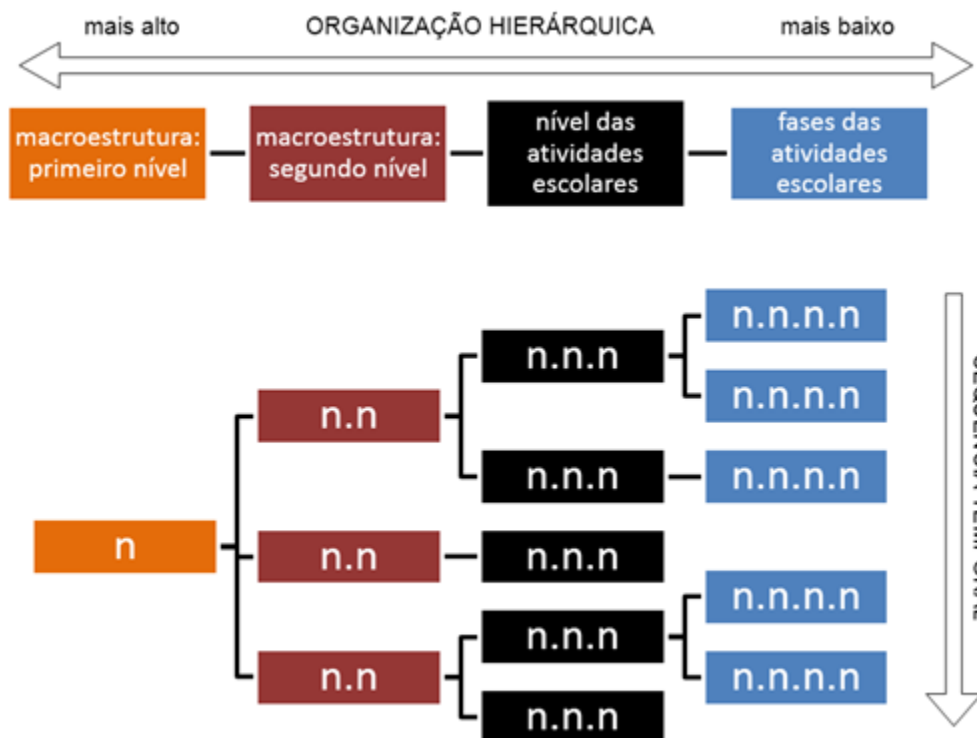 mais alto
ORGANIZAÇÃO HIERÁRQUICA
mais baixo
macroestrutura:
primeiro nível
macroestrutura:
segundo nível
nível das
atividades
escolares
fases das
atividades
escolares
n.n.n.n
n.n.n
n.n.n.n
n.n
n.n.n
n.n.n.n
n
n.n
n.n.n
n.n.n.n
n.n.n
n.n
n.n.n.n
n.n.n